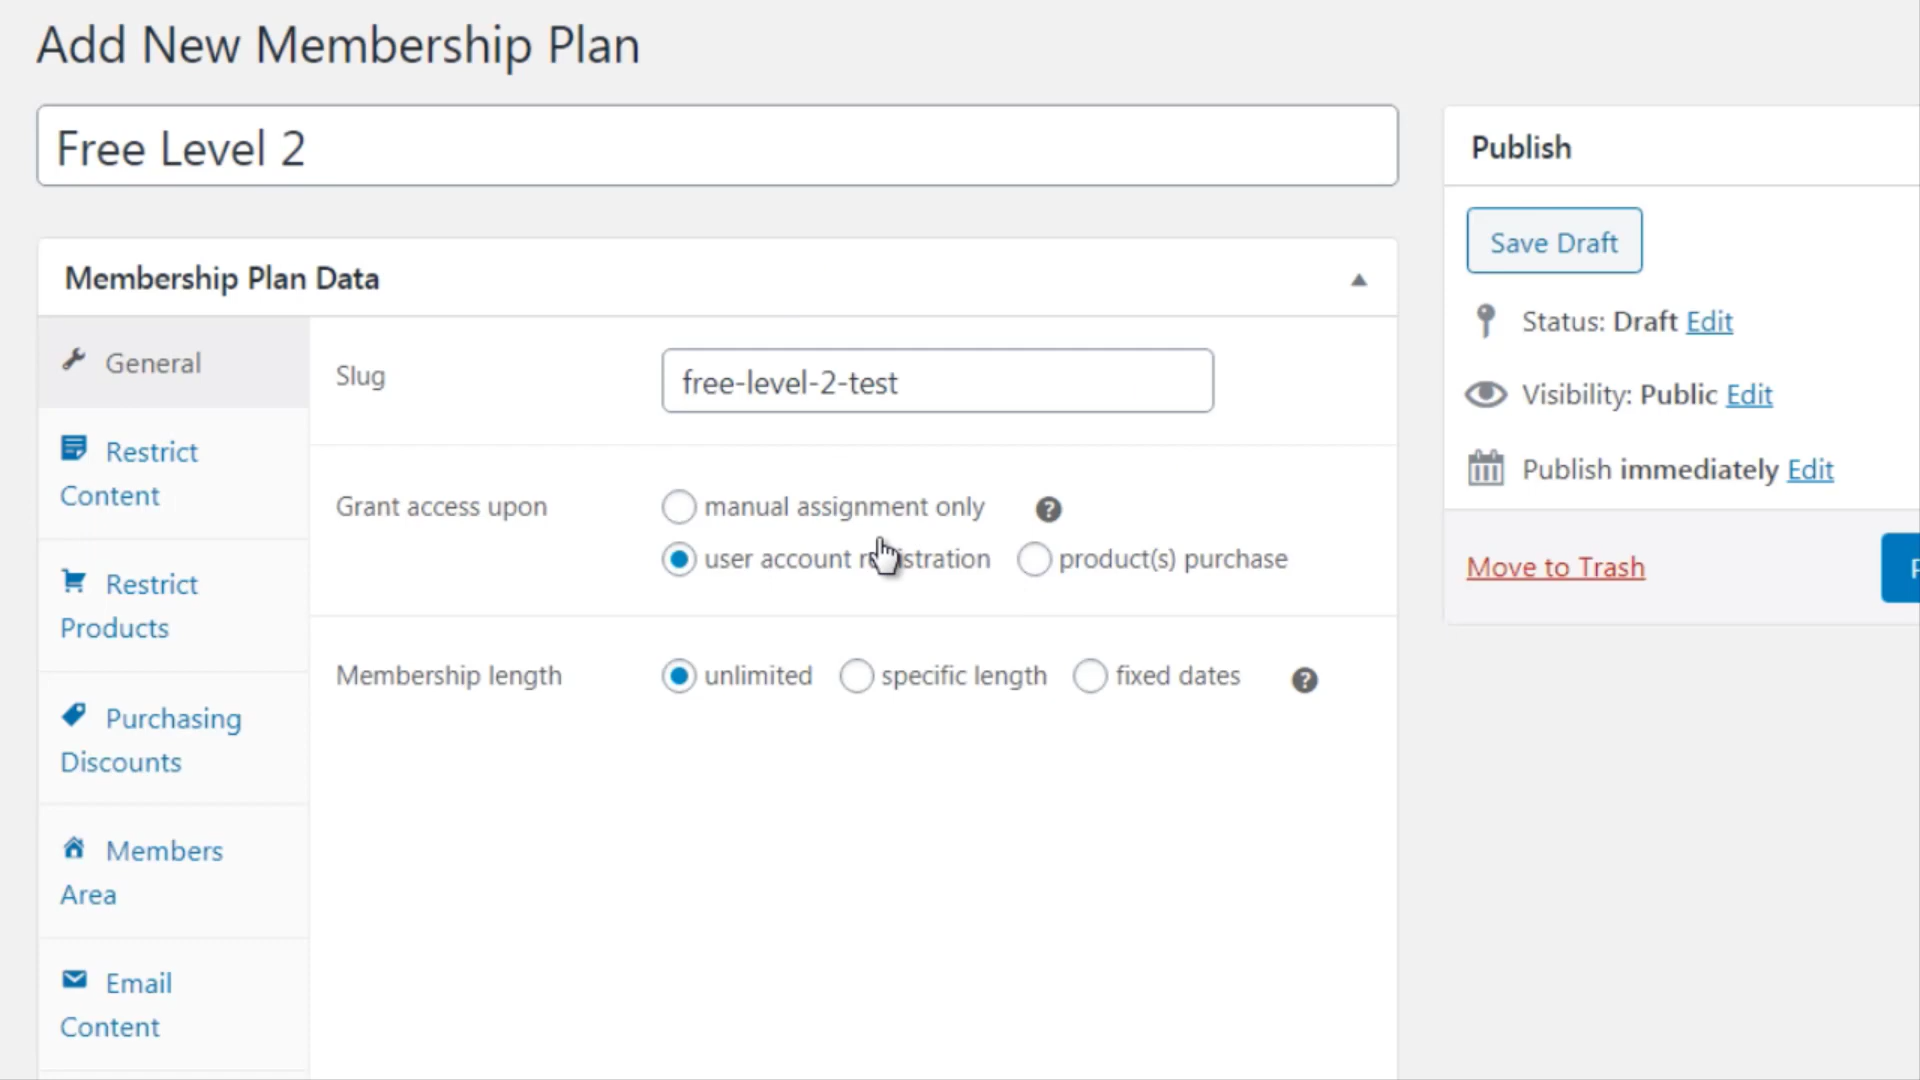 Add New Membership Plan
Free Level 2
Publish
Save Draft
Membership Plan Data
Status: Draft Edit
General
Slug
free-level-2-test
Visibility: Public Edit
Restrict
Content
Publish immediately Edit
Grant access upon
manual assignment only
user account registration
product(s) purchase
Move to Trash
Restrict
Products
Membership length
unlimited
specific length
fixed dates
Purchasing
Discounts
Members
Area
Email
Content